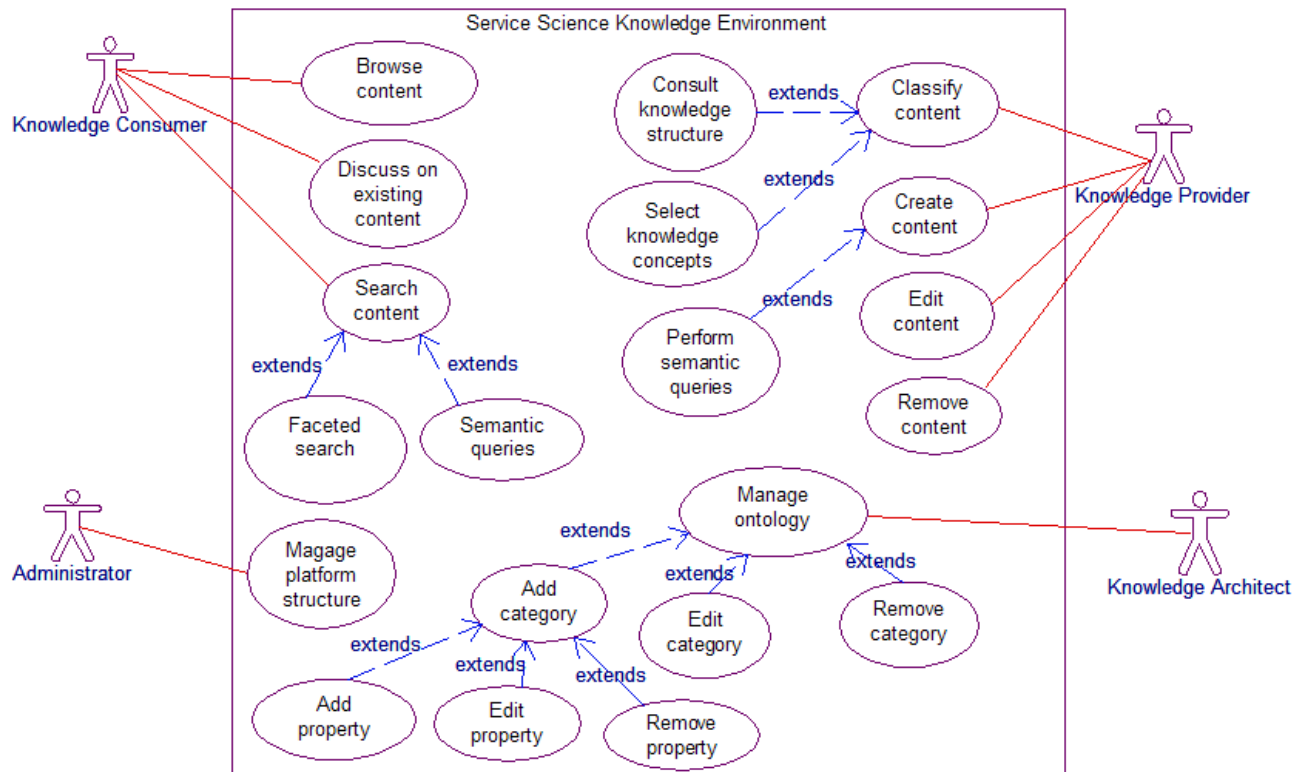 Service Science Knowledge Environment
Knowledge Consumer
Browse
content
Discuss on
existing
content
Search
content
extends
extends
Faceted
search
Semantic
queries
Consult
knowledge
structure
extends
Classify
content
extends
Select
knowledge
concepts
Create
content
extends
Perform
semantic
queries
Edit
content
Remove
content
Knowledge Provider
Administrator
Magage
platform
structure
Manage
ontology
extends
extends
extends
Add
category
Edit
category
Remove
category
Knowledge Architect
extends
extends
extends
Add
property
Edit
property
Remove
property